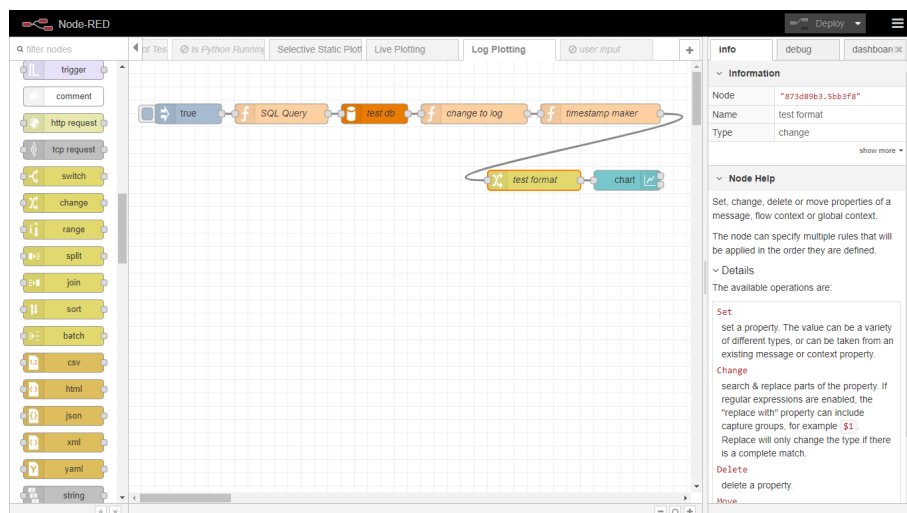 Node-RED
Deploy
filter nodes
pt Tes
Is Python Running
Selective Static Plott
Live Plotting
Log Plotting
user input
+
info
debug
dashboard
trigger
comment
http request
tcp request
switch
change
range
split
join
sort
batch
csv
html
json
xml
yaml
string
true
SQL Query
test db
change to log
timestamp maker
test format
chart
Information
Node "873d89b3.5bb3f8"
Name test format
Type change
show more
Node Help
Set, change, delete or move properties of a
message, flow context or global context.
The node can specify multiple rules that will
be applied in the order they are defined.
Details
The available operations are:
Set
set a property. The value can be a variety
of different types, or can be taken from an
existing message or context property.
Change
search & replace parts of the property. If
regular expressions are enabled, the
"replace with" property can include
capture groups, for example $1.
Replace will only change the type if there
is a complete match.
Delete
delete a property.
Move